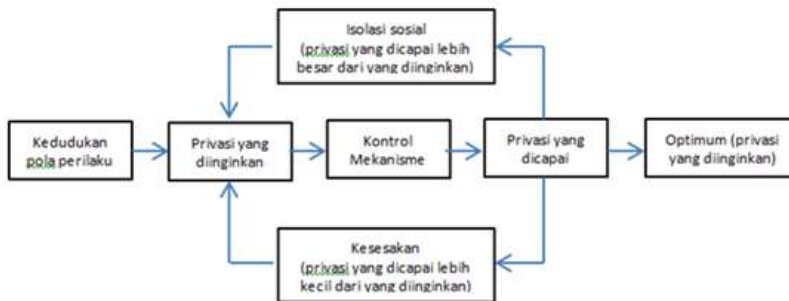 Isolasi sosial
(privasi yang dicapai lebih
besar dari yang diinginkan)
Kedudukan
pola perilaku
Privasi yang
diinginkan
Kontrol
Mekanisme
Privasi yang
dicapai
Optimum (privasi
yang diinginkan)
Kesesakan
(privasi yang dicapai lebih
kecil dari yang diinginkan)